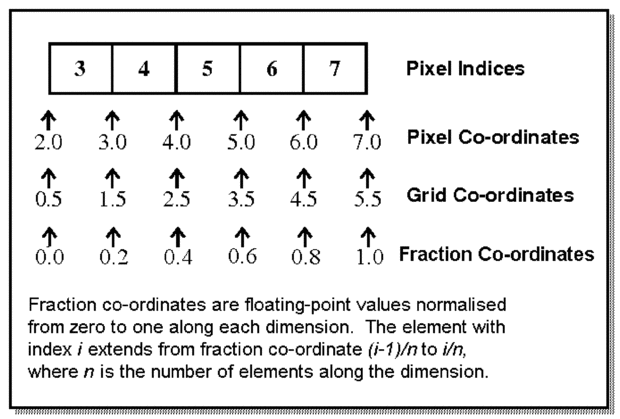 3 4 5 6 7 Pixel Indices
2.0 3.0 4.0 5.0 6.0 7.0 Pixel Co-ordinates
0.5 1.5 2.5 3.5 4.5 5.5 Grid Co-ordinates
0.0 0.2 0.4 0.6 0.8 1.0 Fraction Co-ordinates
Fraction co-ordinates are floating-point values normalised
from zero to one along each dimension. The element with
index i extends from fraction co-ordinate (i-1)/n to i/n,
where n is the number of elements along the dimension.